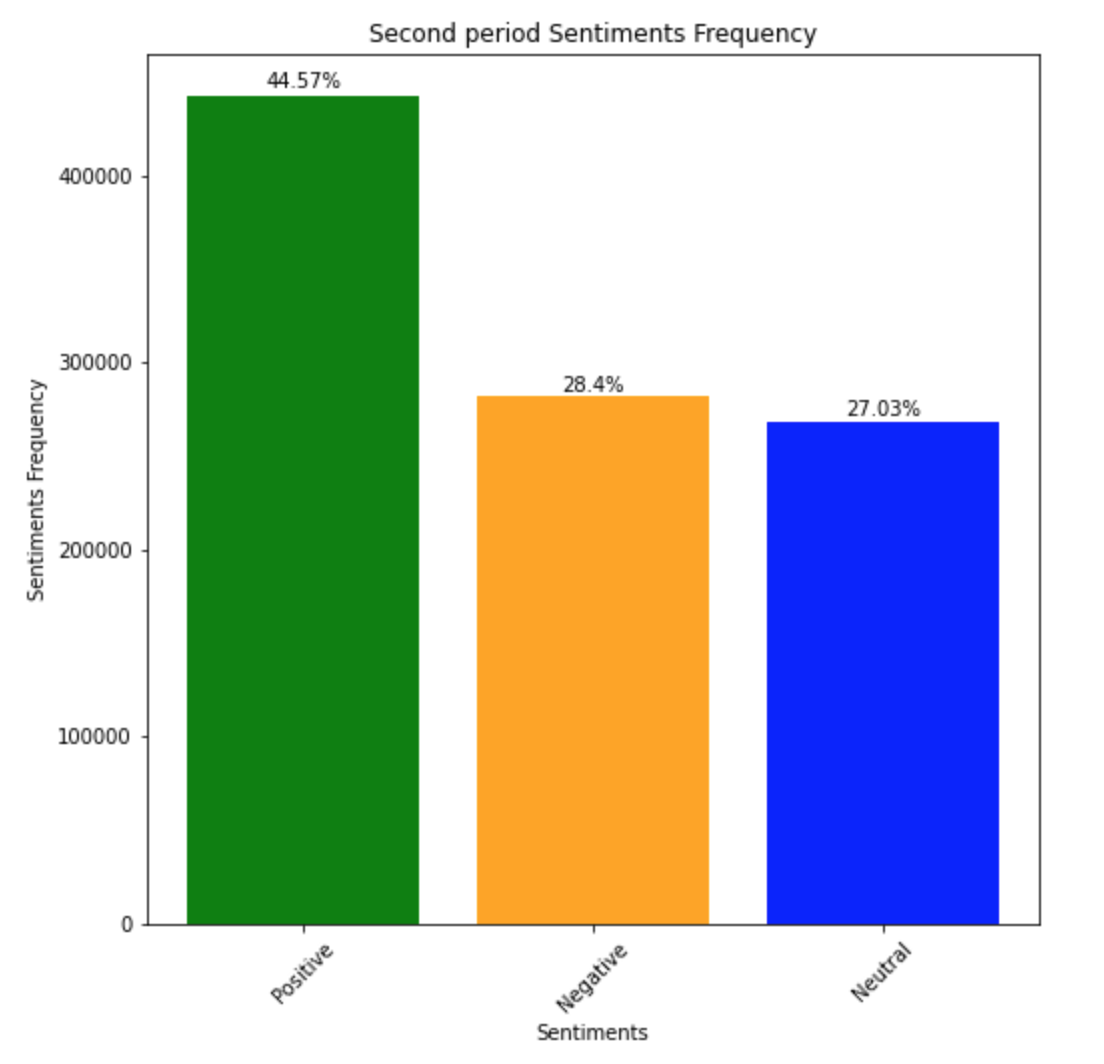 Second period Sentiments Frequency
44.57%
400000
300000
28.4%
27.03%
200000
100000
0
Sentiments Frequency
Positive
Negative
Neutral
Sentiments